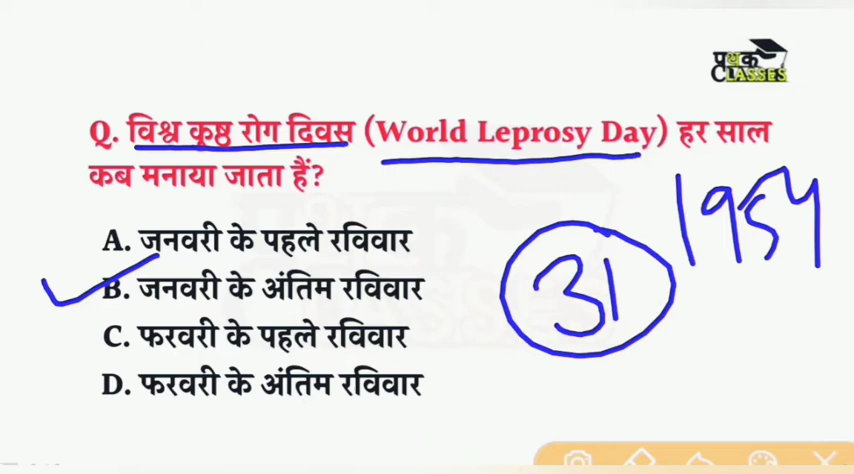 प्रथक
CLASSES
Q. विश्व कुष्ठ रोग दिवस (World Leprosy Day) हर साल
कब मनाया जाता हैं?
1954
A. जनवरी के पहले रविवार
B. जनवरी के अंतिम रविवार
31
C. फरवरी के पहले रविवार
D. फरवरी के अंतिम रविवार